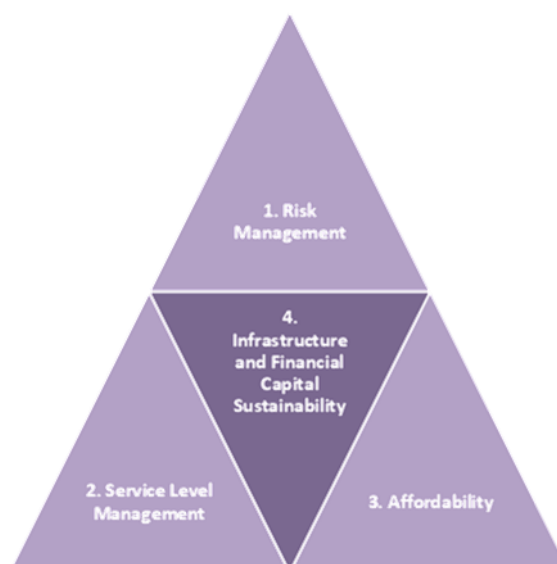 1. Risk
Management
4.
Infrastructure
and Financial
Capital
Sustainability
2. Service Level
Management
3. Affordability